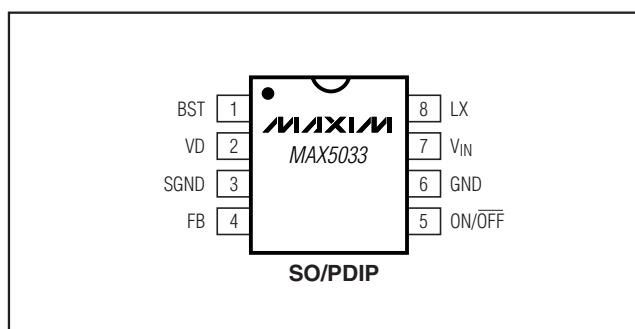 BST 1
VD 2
SGND 3
FB 4
MAXIM
MAX5033
8 LX
7 VIN
6 GND
5 ON/OFF
SO/PDIP